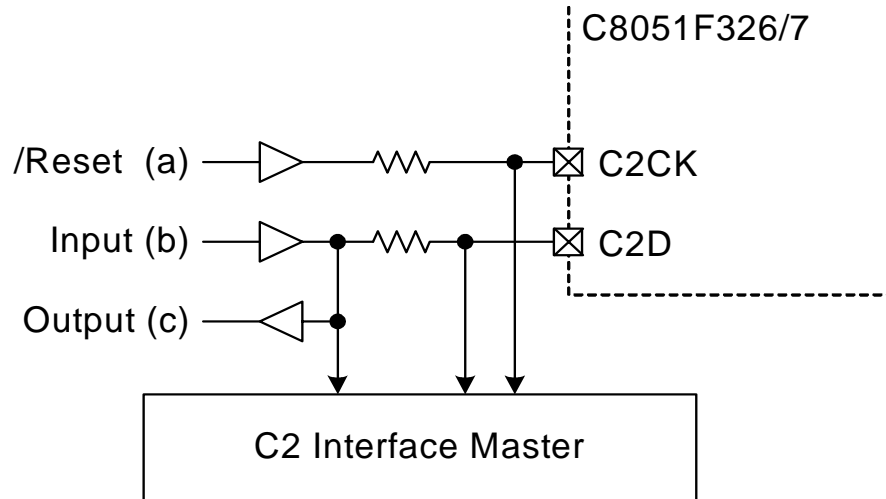 C8051F326/7
/Reset (a)
C2CK
Input (b)
C2D
Output (c)
C2 Interface Master